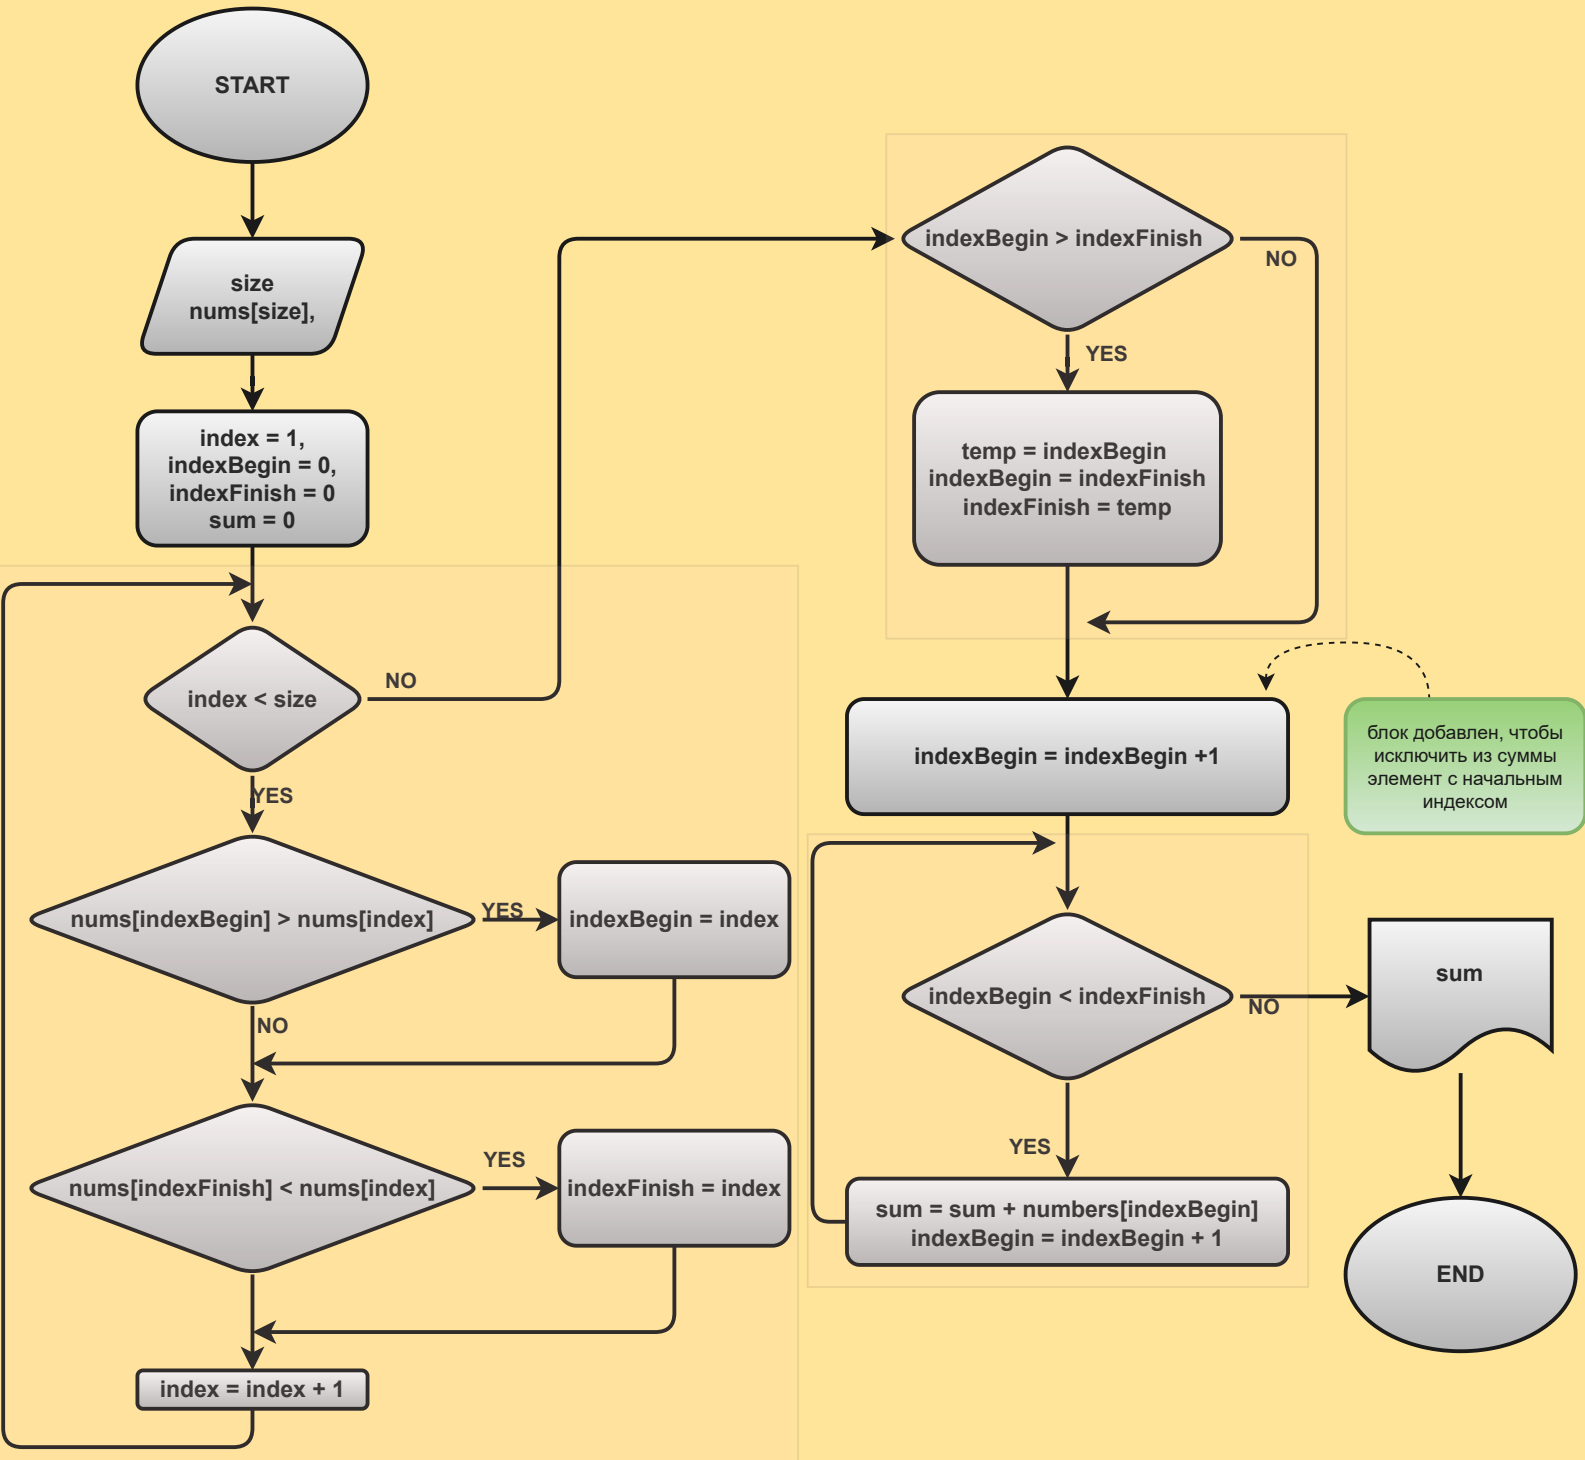 START
size
nums[size],
index = 1,
indexBegin = 0,
indexFinish = 0
sum = 0
index < size
NO
YES
nums[indexBegin] > nums[index]
YES
indexBegin = index
NO
nums[indexFinish] < nums[index]
YES
indexFinish = index
index = index + 1
indexBegin > indexFinish
NO
YES
temp = indexBegin
indexBegin = indexFinish
indexFinish = temp
indexBegin = indexBegin +1
блок добавлен, чтобы
исключить из суммы
элемент с начальным
индексом
indexBegin < indexFinish
NO
YES
sum = sum + numbers[indexBegin]
indexBegin = indexBegin + 1
sum
END